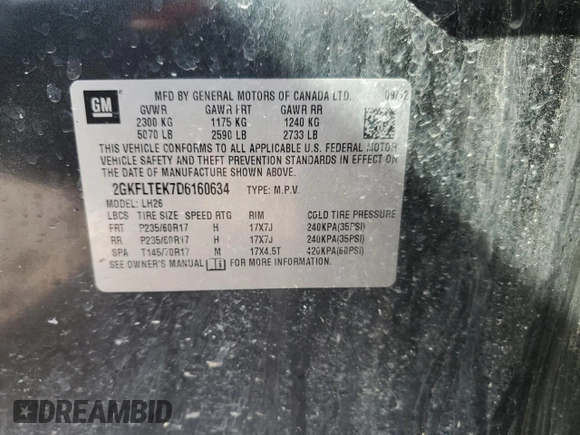 GM
MFD BY GENERAL MOTORS OF CANADA LTD. 09/12
GVWR GAWR FRT GAWR RR
2300 KG 1175 KG 1240 KG
5070 LB 2590 LB 2733 LB
THIS VEHICLE CONFORMS TO ALL APPLICABLE U.S. FEDERAL MOTOR
VEHICLE SAFETY AND THEFT PREVENTION STANDARDS IN EFFECT ON
THE DATE OF MANUFACTURE SHOWN ABOVE.
2GKFLTEK7D6160634 TYPE: M.P.V.
MODEL: LH26
LBCS TIRE SIZE SPEED RTG RIM COLD TIRE PRESSURE
FRT P235/60R17 H 17X7J 240KPA(35PSI)
RR P235/60R17 H 17X7J 240KPA(35PSI)
SPA T145/70R17 M 17X4.5T 420KPA(60PSI)
SEE OWNER'S MANUAL FOR MORE INFORMATION.
DREAMBID